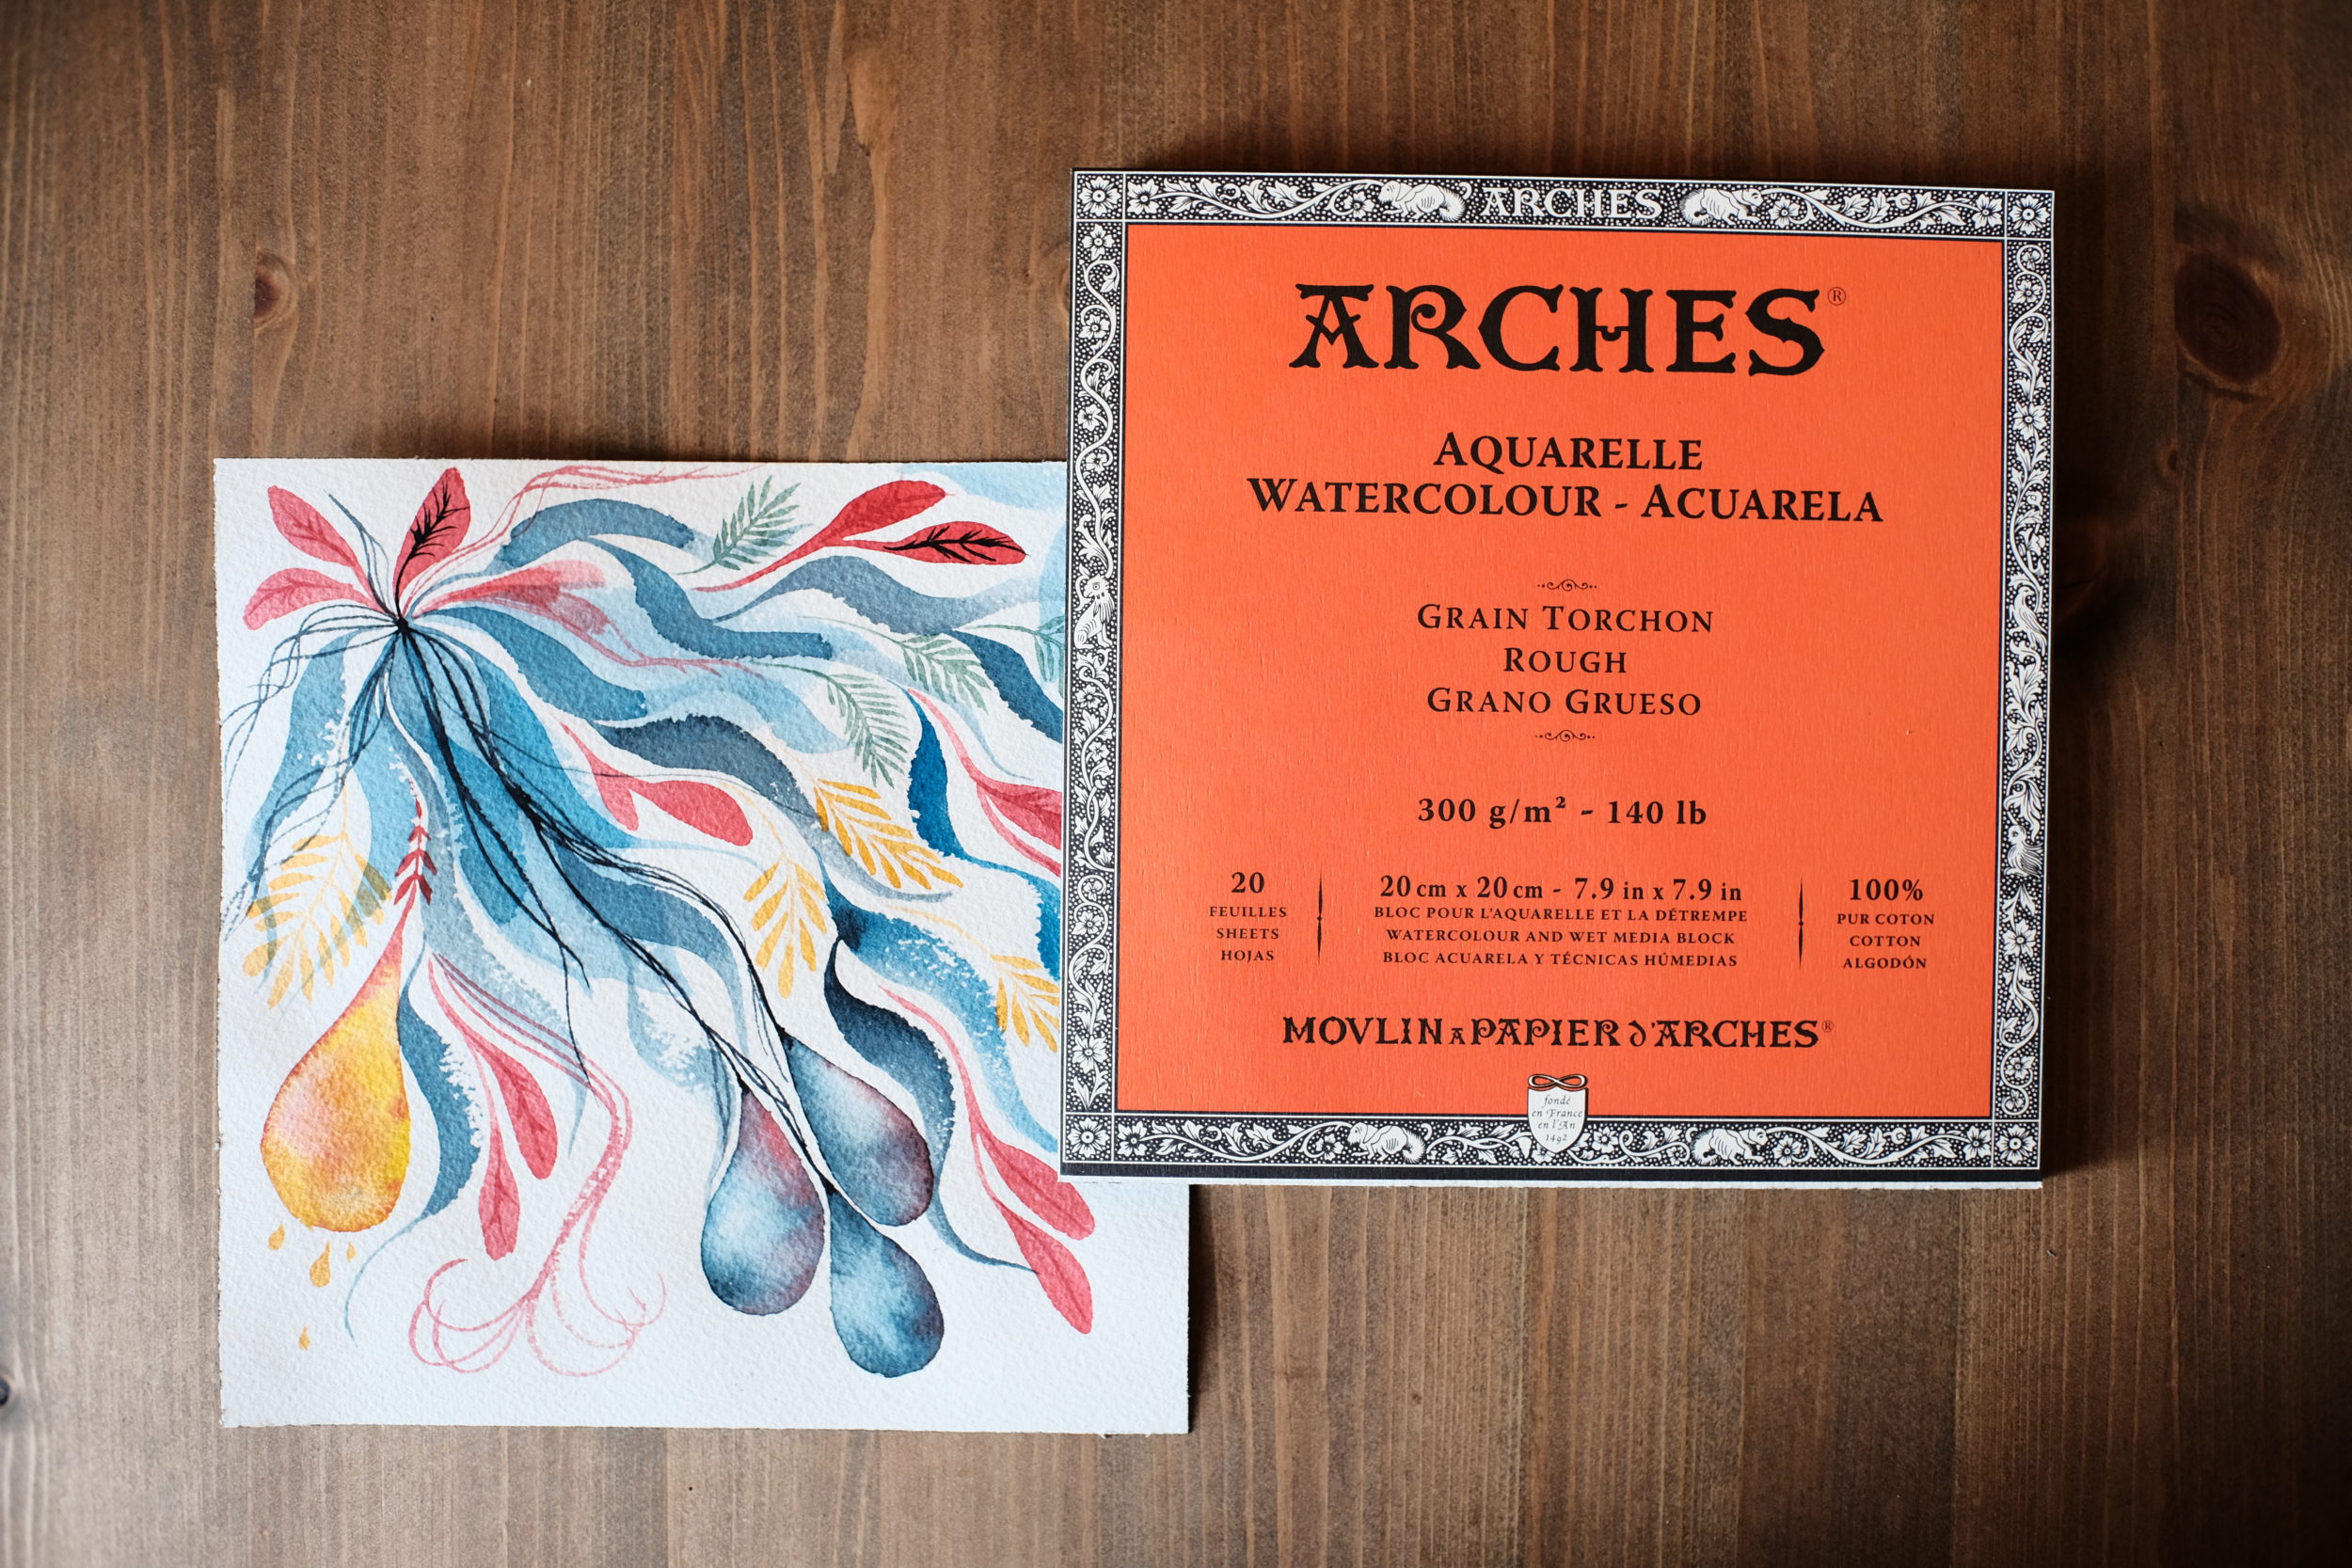 ARCHES
ARCHES®
AQUARELLE
WATERCOLOUR - ACUARELA
GRAIN TORCHON
ROUGH
GRANO GRUESO
300 g/m² - 140 lb
20
FEUILLES
SHEETS
HOJAS
20 cm x 20 cm - 7.9 in x 7.9 in
BLOC POUR L'AQUARELLE ET LA DÉTREMPE
WATERCOLOUR AND WET MEDIA BLOCK
BLOC ACUARELA Y TÉCNICAS HÚMEDIAS
100%
PUR COTON
COTTON
ALGODÓN
MOVLIN A PAPIER D'ARCHES®
fondé
en France
en l'An
1492